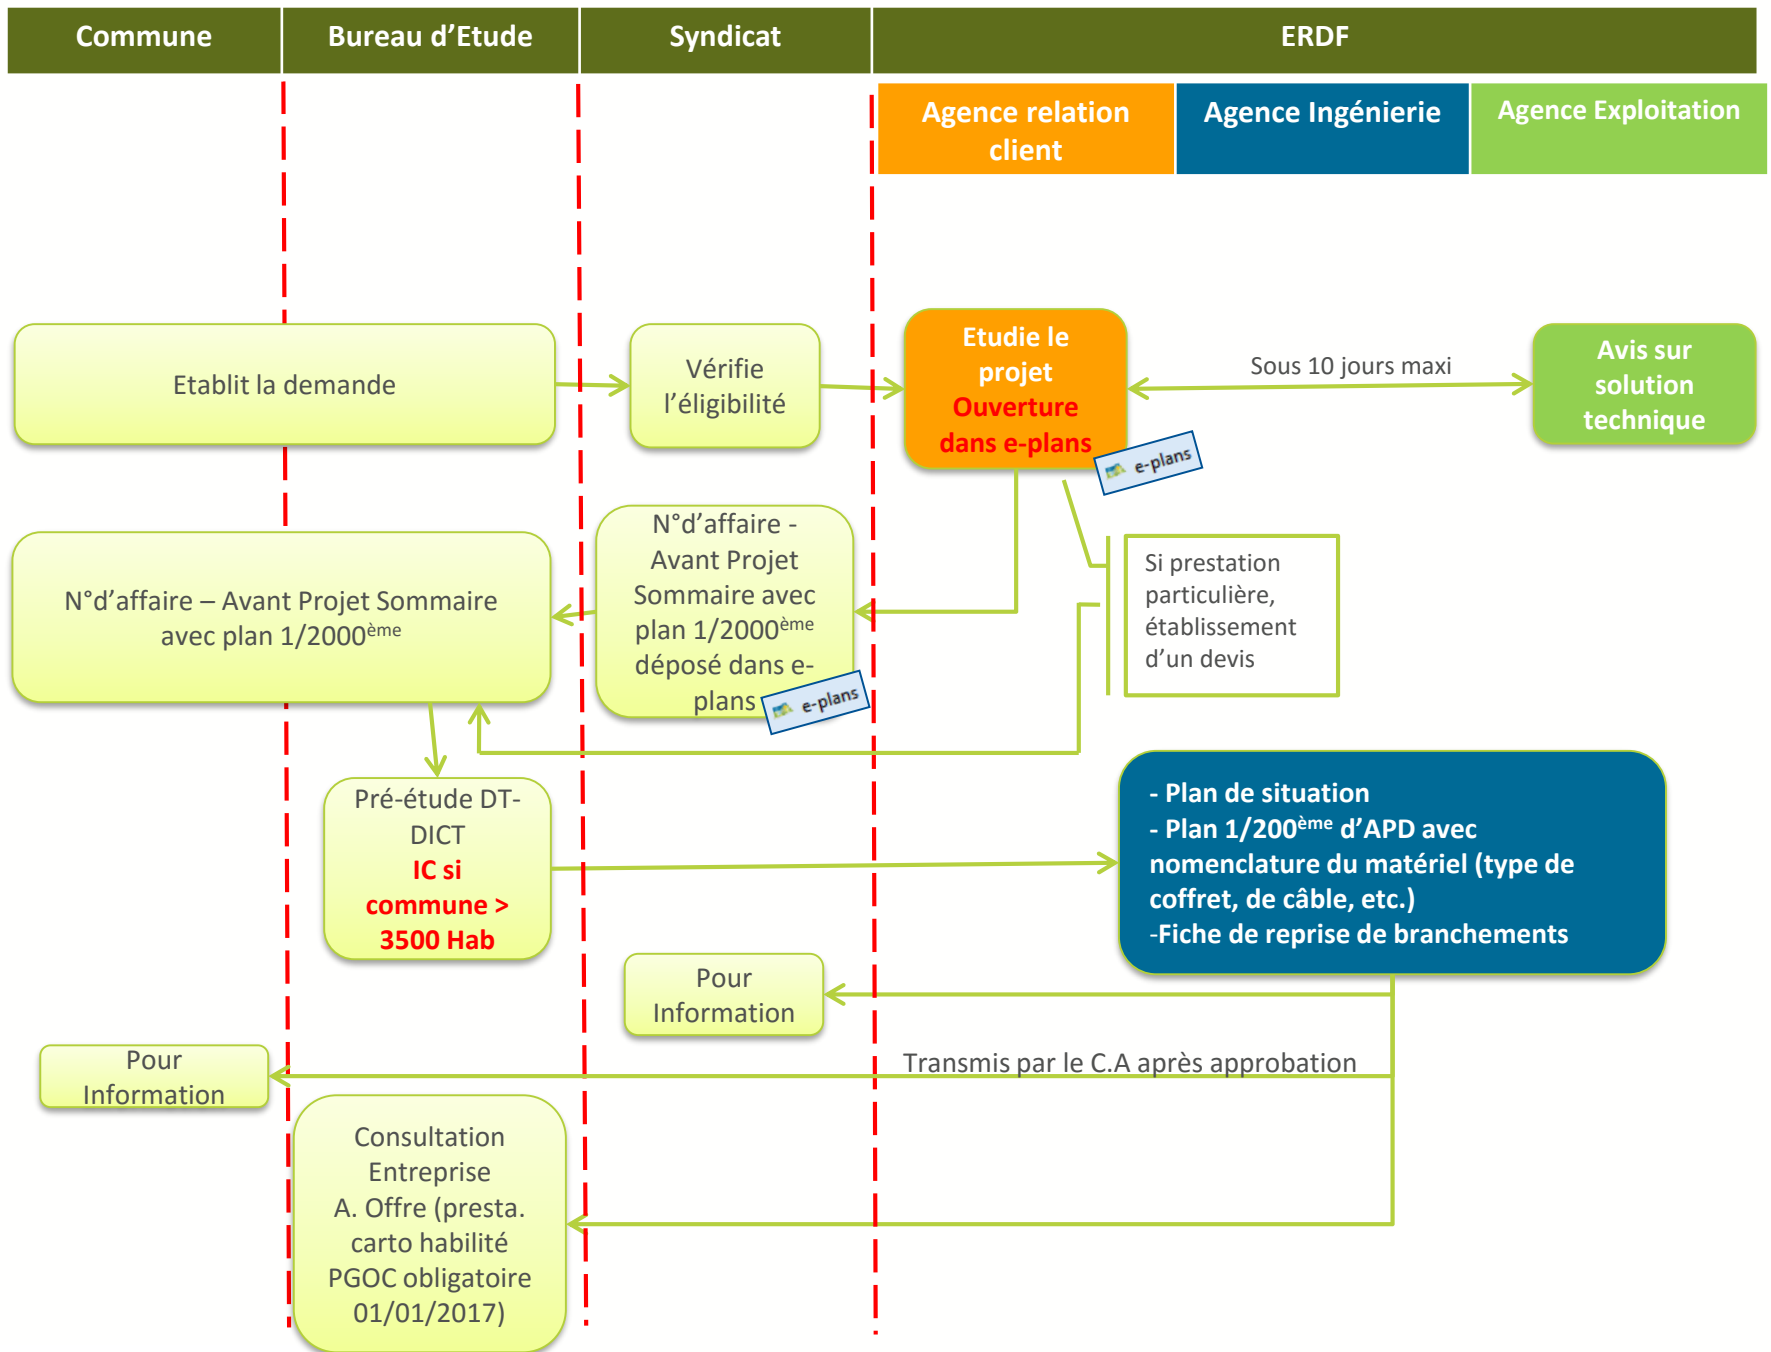 Commune
Bureau d'Etude
Syndicat
ERDF
Agence relation
client
Agence Ingénierie
Agence Exploitation
Etablit la demande
Vérifie
l'éligibilité
Etudie le
projet
Ouverture
dans e-plans
e-plans
Sous 10 jours maxi
Avis sur
solution
technique
N°d'affaire – Avant Projet Sommaire
avec plan 1/2000ème
N°d'affaire -
Avant Projet
Sommaire avec
plan 1/2000ème
déposé dans e-
plans
e-plans
Si prestation
particulière,
établissement
d'un devis
Pré-étude DT-
DICT
IC si
commune >
3500 Hab
- Plan de situation
- Plan 1/200ème d'APD avec
nomenclature du matériel (type de
coffret, de câble, etc.)
-Fiche de reprise de branchements
Pour
Information
Pour
Information
Transmis par le C.A après approbation
Consultation
Entreprise
A. Offre (presta.
carto habilité
PGOC obligatoire
01/01/2017)